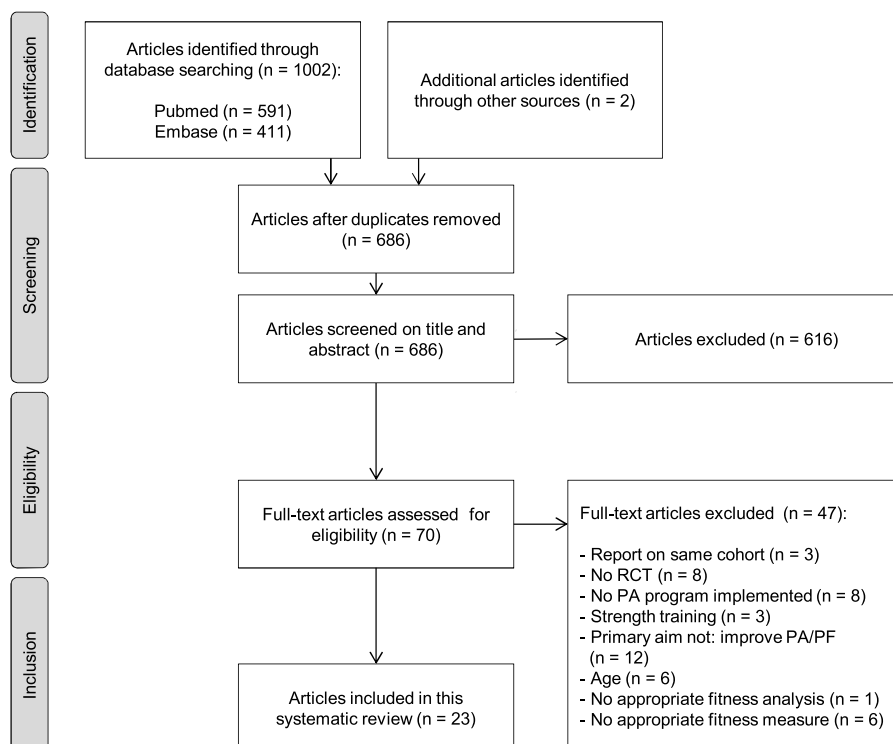 Identification
Articles identified through
database searching (n = 1002):
Pubmed (n = 591)
Embase (n = 411)
Additional articles identified
through other sources (n = 2)
Screening
Articles after duplicates removed
(n = 686)
Articles screened on title and
abstract (n = 686)
Articles excluded (n = 616)
Eligibility
Full-text articles assessed for
eligibility (n = 70)
Full-text articles excluded (n = 47):
- Report on same cohort (n = 3)
- No RCT (n = 8)
- No PA program implemented (n = 8)
- Strength training (n = 3)
- Primary aim not: improve PA/PF
(n = 12)
- Age (n = 6)
- No appropriate fitness analysis (n = 1)
- No appropriate fitness measure (n = 6)
Inclusion
Articles included in this
systematic review (n = 23)